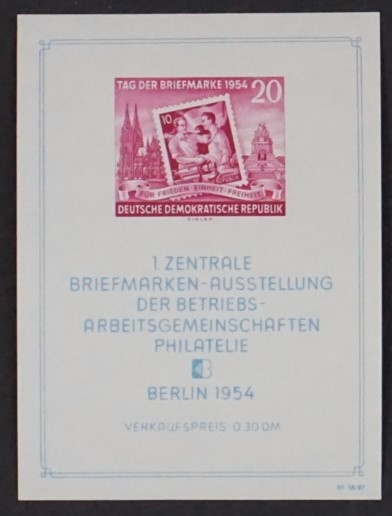 TAG DER BRIEFMARKE 1954 20
10
FÜR FRIEDEN · EINHEIT · FREIHEIT
DEUTSCHE DEMOKRATISCHE REPUBLIK
1. ZENTRALE
BRIEFMARKEN-AUSSTELLUNG
DER BETRIEBS-
ARBEITSGEMEINSCHAFTEN
PHILATELIE
BERLIN 1954
VERKAUFSPREIS · 0.30 DM